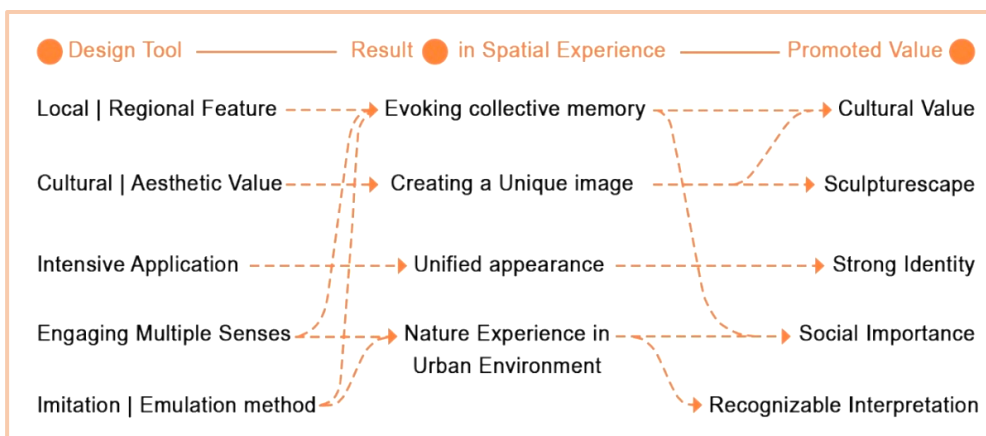 Design Tool Result in Spatial Experience Promoted Value
Local | Regional Feature Evoking collective memory Cultural Value
Cultural | Aesthetic Value Creating a Unique image Sculpturescape
Intensive Application Unified appearance Strong Identity
Engaging Multiple Senses Nature Experience in Social Importance
Urban Environment
Imitation | Emulation method Recognizable Interpretation